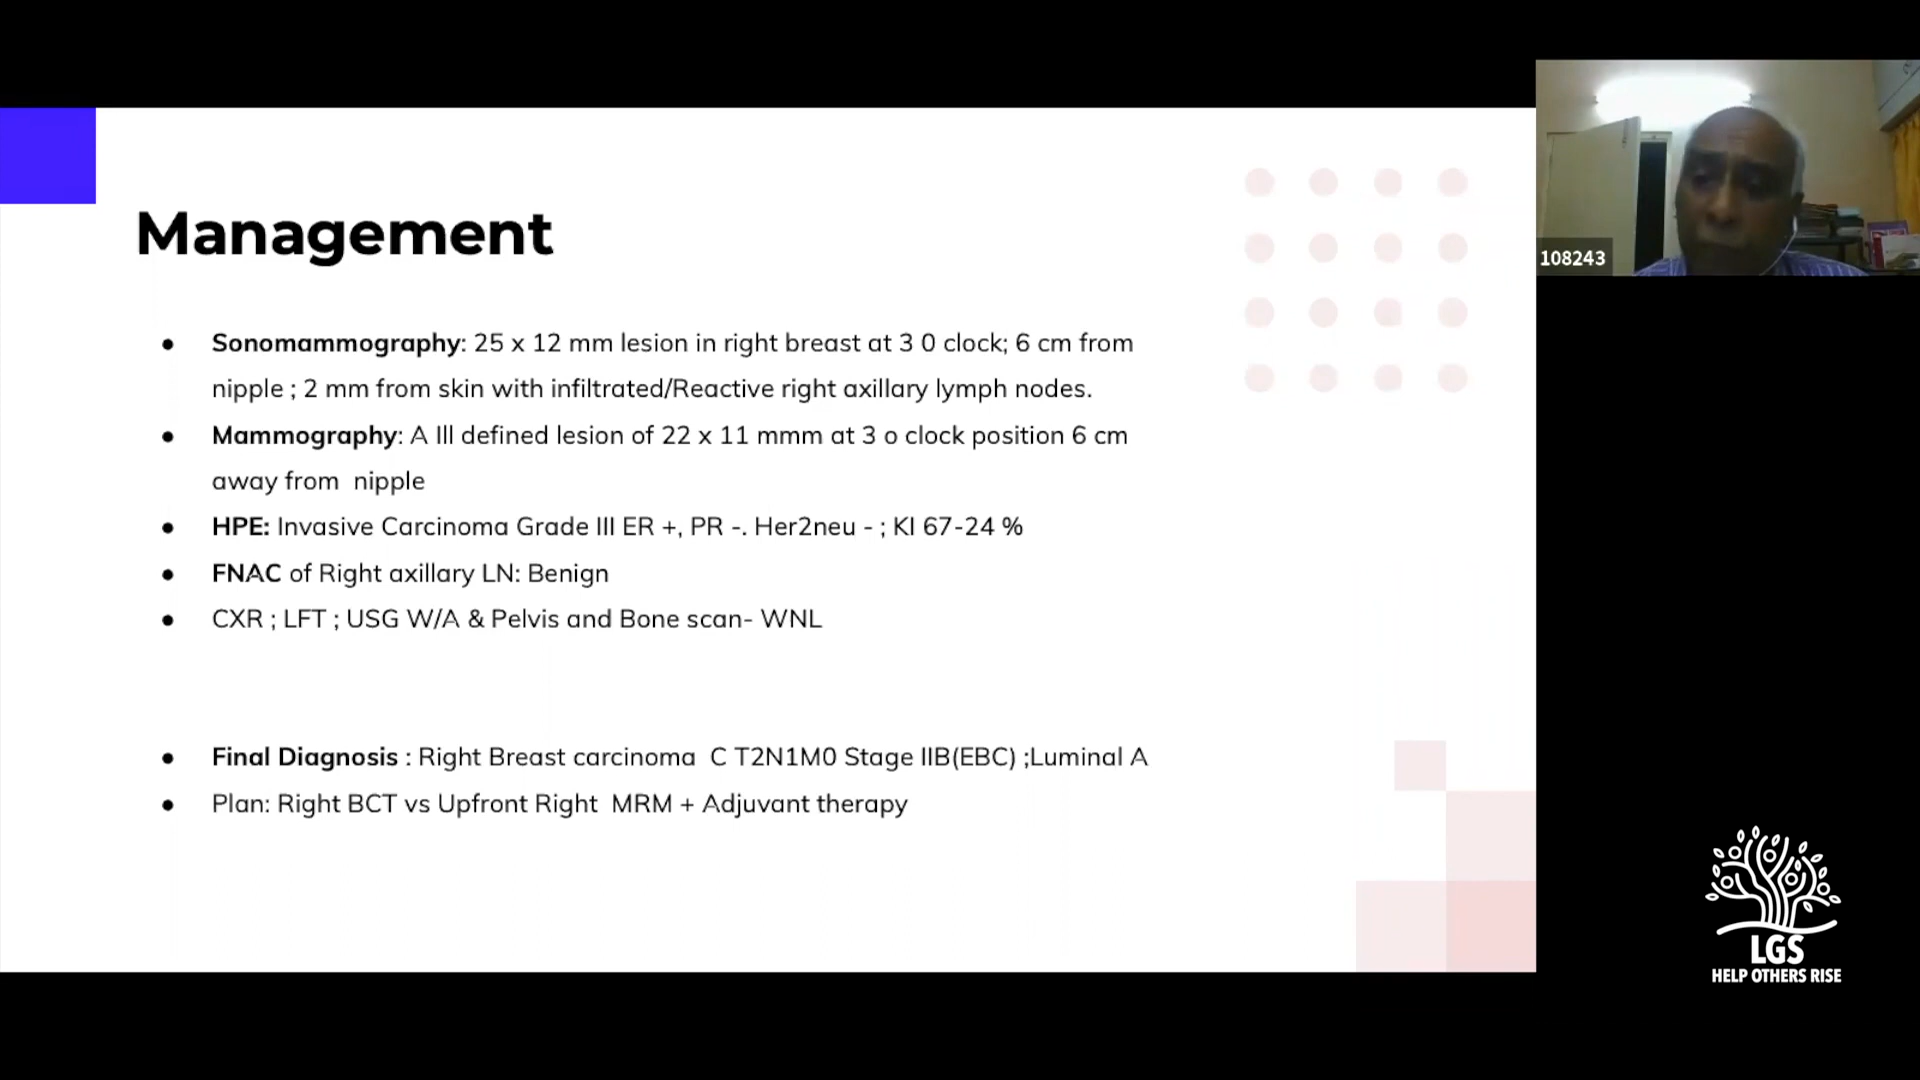 Management
● Sonomammography: 25 x 12 mm lesion in right breast at 3 0 clock; 6 cm from
nipple ; 2 mm from skin with infiltrated/Reactive right axillary lymph nodes.
● Mammography: A Ill defined lesion of 22 x 11 mmm at 3 o clock position 6 cm
away from nipple
● HPE: Invasive Carcinoma Grade III ER +, PR -. Her2neu - ; KI 67-24 %
● FNAC of Right axillary LN: Benign
● CXR ; LFT ; USG W/A & Pelvis and Bone scan- WNL
● Final Diagnosis : Right Breast carcinoma C T2N1M0 Stage IIB(EBC) ;Luminal A
● Plan: Right BCT vs Upfront Right MRM + Adjuvant therapy
108243
LGS
HELP OTHERS RISE